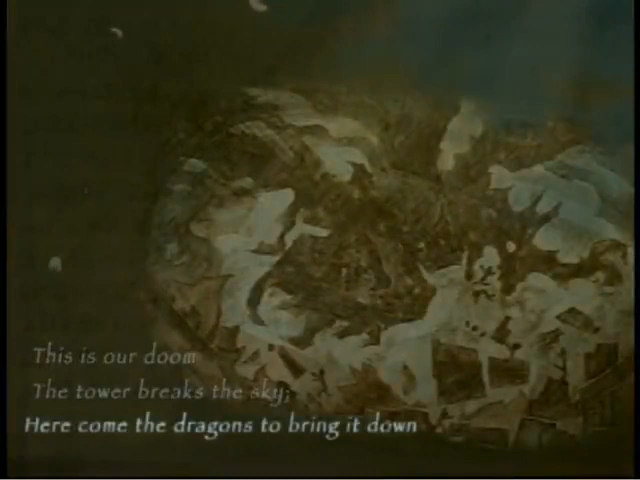 This is our doom
The tower breaks the sky;
Here come the dragons to bring it down